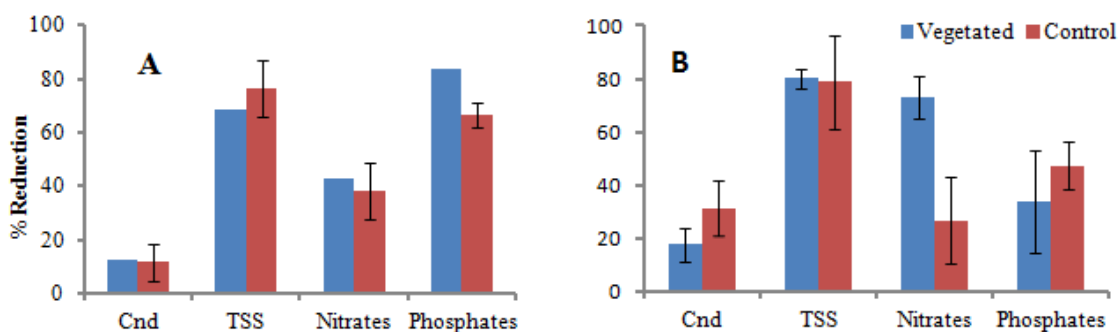 % Reduction
100
80
60
40
20
0
A
Cnd TSS Nitrates Phosphates
100
80
60
40
20
0
B
Vegetated Control
Cnd TSS Nitrates Phosphates